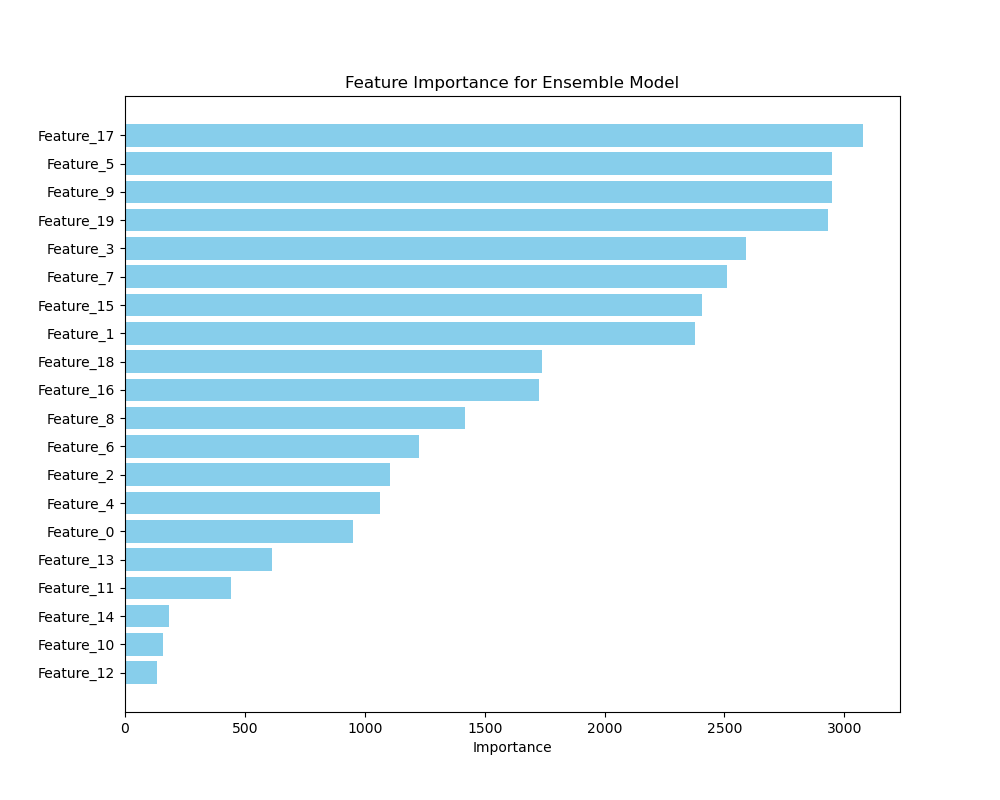 Feature Importance for Ensemble Model
Feature_17
Feature_5
Feature_9
Feature_19
Feature_3
Feature_7
Feature_15
Feature_1
Feature_18
Feature_16
Feature_8
Feature_6
Feature_2
Feature_4
Feature_0
Feature_13
Feature_11
Feature_14
Feature_10
Feature_12
0 500 1000 1500 2000 2500 3000
Importance